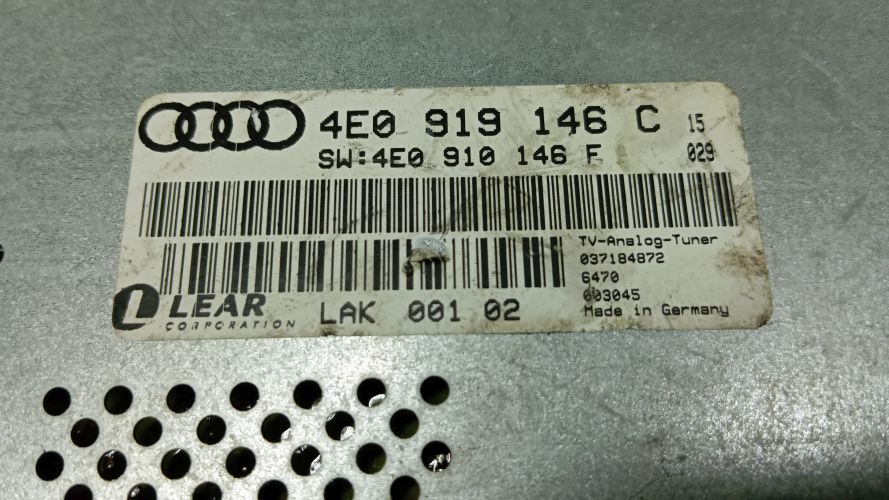 4E0 919 146 C 15
SW:4E0 910 146 F 029
TV-Analog-Tuner
037184872
6470
003045
Made in Germany
LEAR
CORPORATION
LAK 001 02